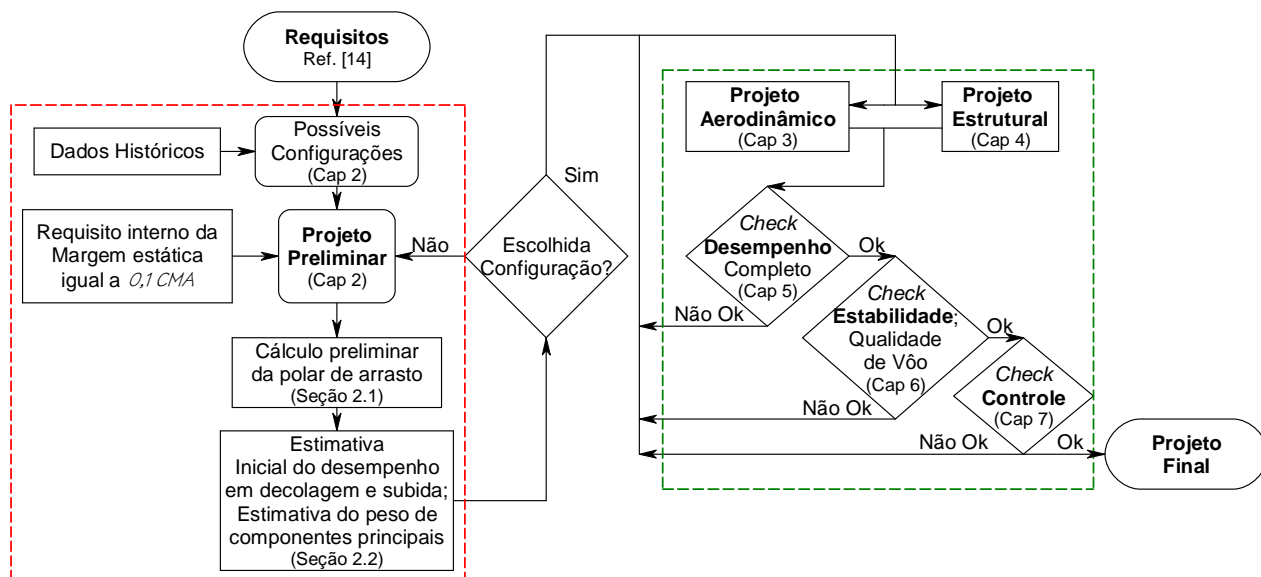 Requisitos
Ref. [14]
Dados Históricos
Possíveis
Configurações
(Cap 2)
Requisito interno da
Margem estática
igual a 0,1 CMA
Projeto
Preliminar
(Cap 2)
Cálculo preliminar
da polar de arrasto
(Seção 2.1)
Estimativa
Inicial do desempenho
em decolagem e subida;
Estimativa do peso de
componentes principais
(Seção 2.2)
Não
Escolhida
Configuração?
Sim
Projeto
Aerodinâmico
(Cap 3)
Projeto
Estrutural
(Cap 4)
Check
Desempenho
Completo
(Cap 5)
Ok
Não Ok
Check
Estabilidade;
Qualidade
de Vôo
(Cap 6)
Ok
Não Ok
Check
Controle
(Cap 7)
Não Ok
Ok
Projeto
Final